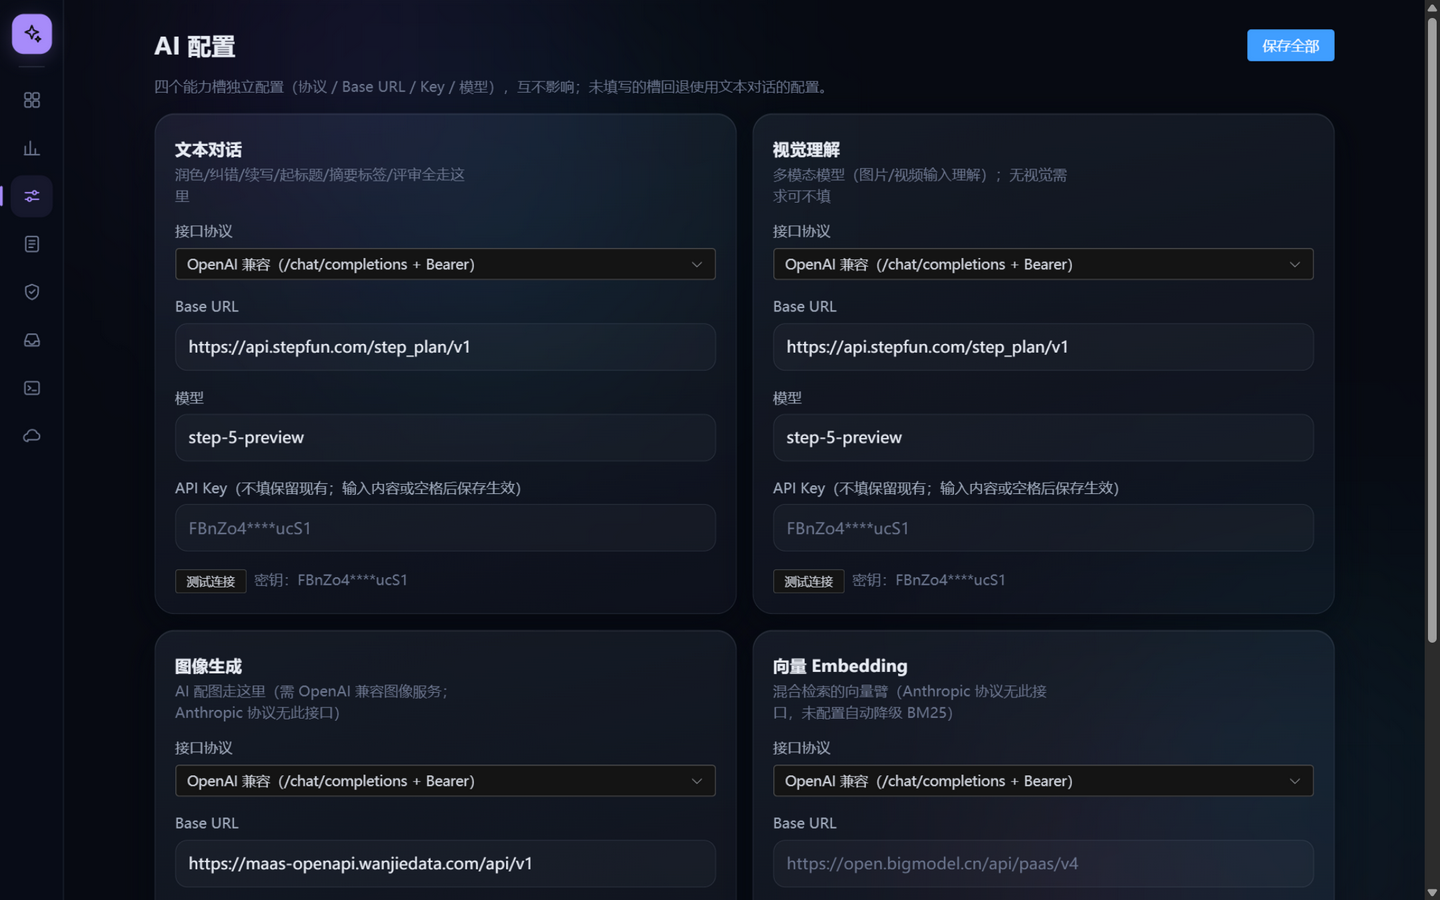 AI 配置
保存全部
四个能力槽独立配置（协议 / Base URL / Key / 模型），互不影响；未填写的槽回退使用文本对话的配置。
文本对话
润色/纠错/续写/起标题/摘要标签/评审全走这
里
接口协议
OpenAI 兼容（/chat/completions + Bearer）
Base URL
https://api.stepfun.com/step_plan/v1
模型
step-5-preview
API Key（不填保留现有；输入内容或空格后保存生效）
FBnZo4****ucS1
测试连接 密钥：FBnZo4****ucS1
视觉理解
多模态模型（图片/视频输入理解）；无视觉需
求可不填
接口协议
OpenAI 兼容（/chat/completions + Bearer）
Base URL
https://api.stepfun.com/step_plan/v1
模型
step-5-preview
API Key（不填保留现有；输入内容或空格后保存生效）
FBnZo4****ucS1
测试连接 密钥：FBnZo4****ucS1
图像生成
AI 配图走这里（需 OpenAI 兼容图像服务；
Anthropic 协议无此接口）
接口协议
OpenAI 兼容（/chat/completions + Bearer）
Base URL
https://maas-openapi.wanjiedata.com/api/v1
向量 Embedding
混合检索的向量臂（Anthropic 协议无此接
口，未配置自动降级 BM25）
接口协议
OpenAI 兼容（/chat/completions + Bearer）
Base URL
https://open.bigmodel.cn/api/paas/v4